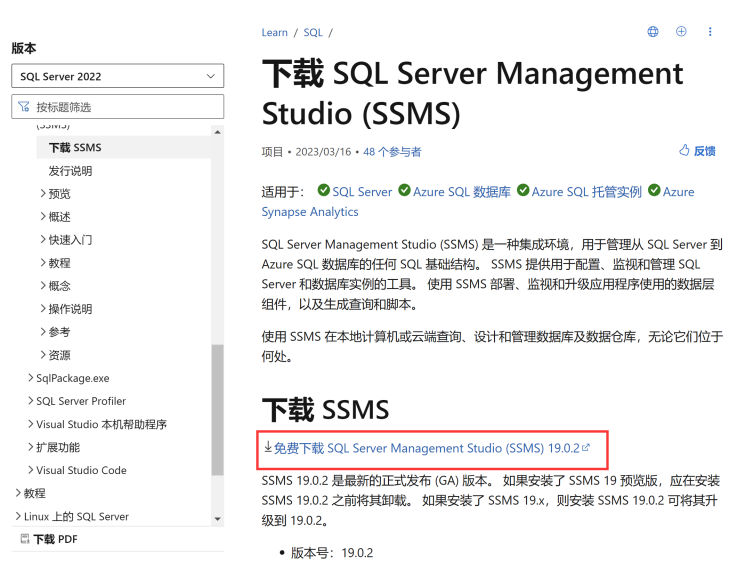 版本
SQL Server 2022
按标题筛选
(SSMS)
下载 SSMS
发行说明
预览
概述
快速入门
教程
概念
操作说明
参考
资源
SqlPackage.exe
SQL Server Profiler
Visual Studio 本机帮助程序
扩展功能
Visual Studio Code
教程
Linux 上的 SQL Server
下载 PDF
Learn / SQL /
下载 SQL Server Management
Studio (SSMS)
项目 • 2023/03/16 • 48 个参与者
反馈
适用于： SQL Server Azure SQL 数据库 Azure SQL 托管实例 Azure
Synapse Analytics
SQL Server Management Studio (SSMS) 是一种集成环境，用于管理从 SQL Server 到
Azure SQL 数据库的任何 SQL 基础结构。 SSMS 提供用于配置、监视和管理 SQL
Server 和数据库实例的工具。 使用 SSMS 部署、监视和升级应用程序使用的数据层
组件，以及生成查询和脚本。
使用 SSMS 在本地计算机或云端查询、设计和管理数据库及数据仓库，无论它们位于
何处。
下载 SSMS
免费下载 SQL Server Management Studio (SSMS) 19.0.2
SSMS 19.0.2 是最新的正式发布 (GA) 版本。 如果安装了 SSMS 19 预览版，应在安装
SSMS 19.0.2 之前将其卸载。 如果安装了 SSMS 19.x，则安装 SSMS 19.0.2 可将其升
级到 19.0.2。
• 版本号：19.0.2